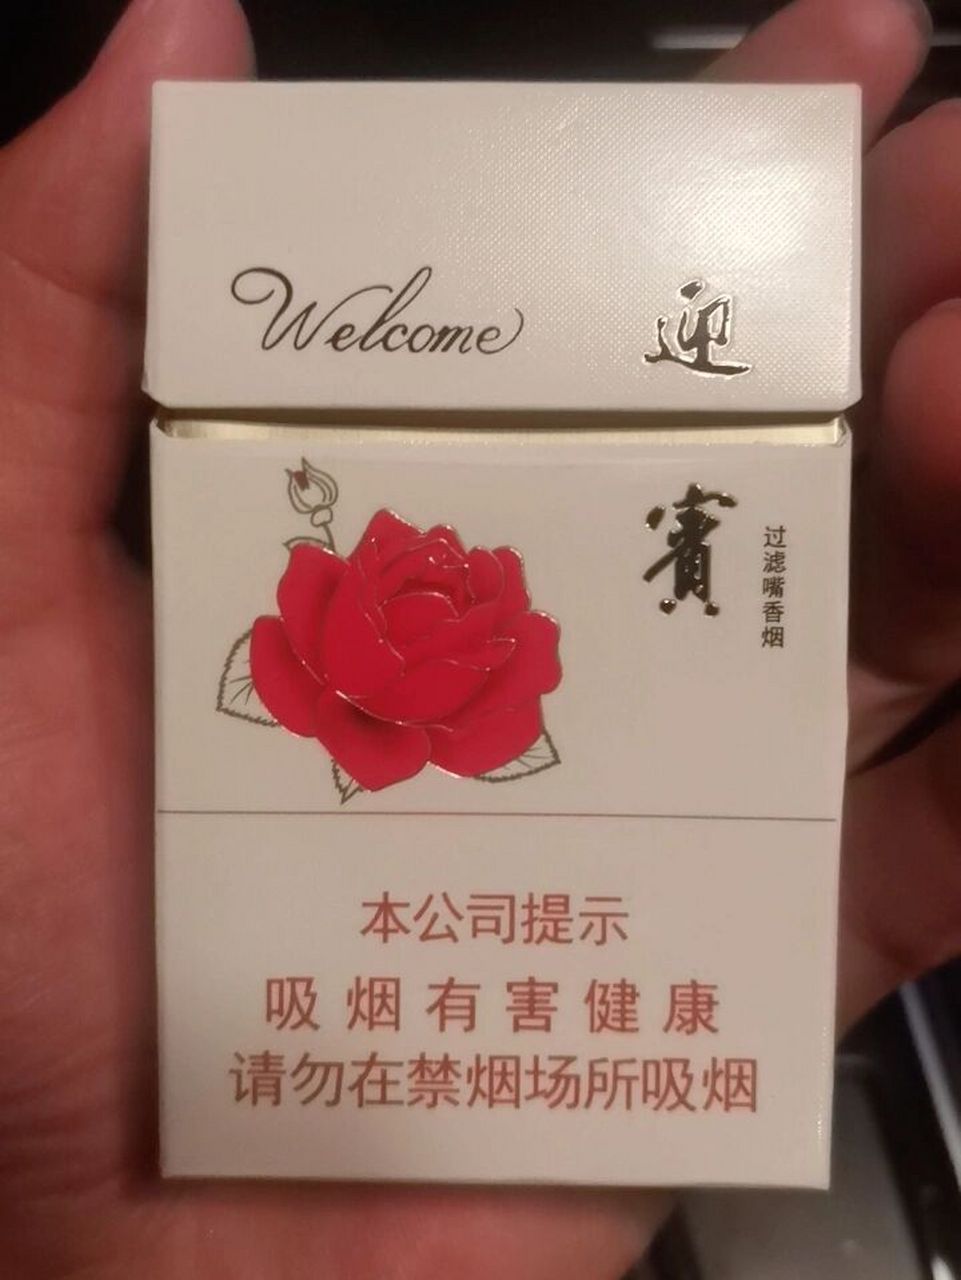 Welcome
迎
賓
过滤嘴香烟
本公司提示
吸烟有害健康
请勿在禁烟场所吸烟